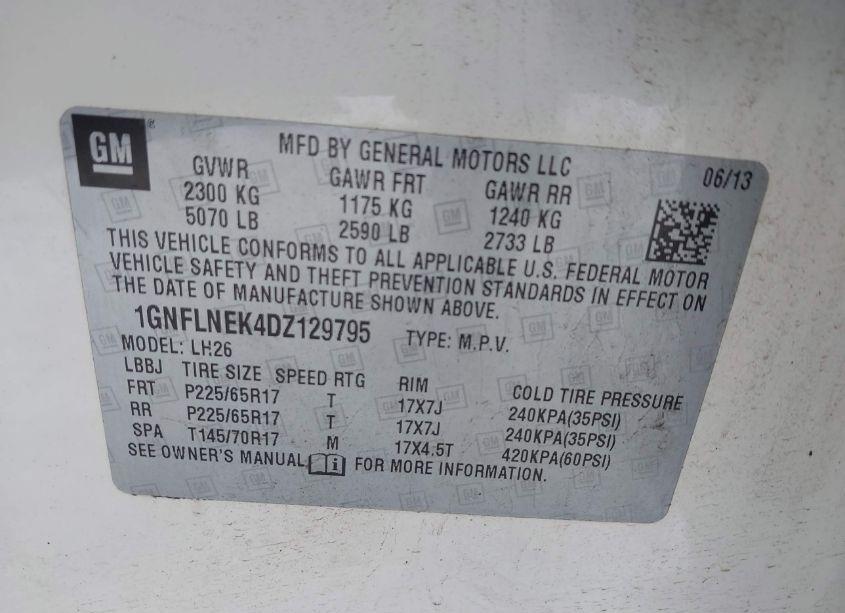 GM
MFD BY GENERAL MOTORS LLC 06/13
GVWR GAWR FRT GAWR RR
2300 KG 1175 KG 1240 KG
5070 LB 2590 LB 2733 LB
THIS VEHICLE CONFORMS TO ALL APPLICABLE U.S. FEDERAL MOTOR
VEHICLE SAFETY AND THEFT PREVENTION STANDARDS IN EFFECT ON
THE DATE OF MANUFACTURE SHOWN ABOVE.
1GNFLNEK4DZ129795 TYPE: M.P.V.
MODEL: LH26
LBBJ TIRE SIZE SPEED RTG RIM COLD TIRE PRESSURE
FRT P225/65R17 T 17X7J 240KPA(35PSI)
RR P225/65R17 T 17X7J 240KPA(35PSI)
SPA T145/70R17 M 17X4.5T 420KPA(60PSI)
SEE OWNER'S MANUAL i FOR MORE INFORMATION.